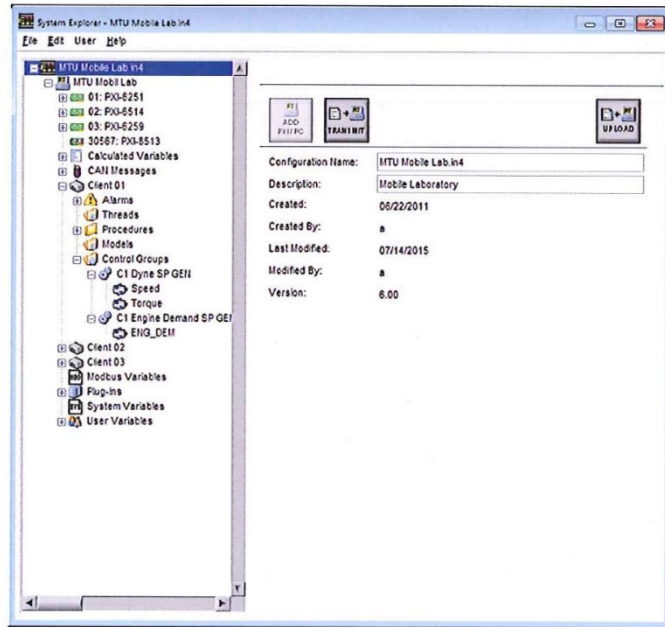 System Explorer - MTU Mobile Lab.in4
File Edit User Help
MTU Mobile Lab.in4
MTU Mobil Lab
01: PXI-6251
02: PXI-6514
03: PXI-6259
30567: PXI-8513
Calculated Variables
CAN Messages
Client 01
Alarms
Threads
Procedures
Models
Control Groups
C1 Dyne SP GEN
Speed
Torque
C1 Engine Demand SP GEN
ENG_DEM
Client 02
Client 03
Modbus Variables
Plug-ins
System Variables
User Variables
ADD PXI/PC
TRANSMIT
UPLOAD
Configuration Name: MTU Mobile Lab.in4
Description: Mobile Laboratory
Created: 06/22/2011
Created By: a
Last Modified: 07/14/2015
Modified By: a
Version: 6.00